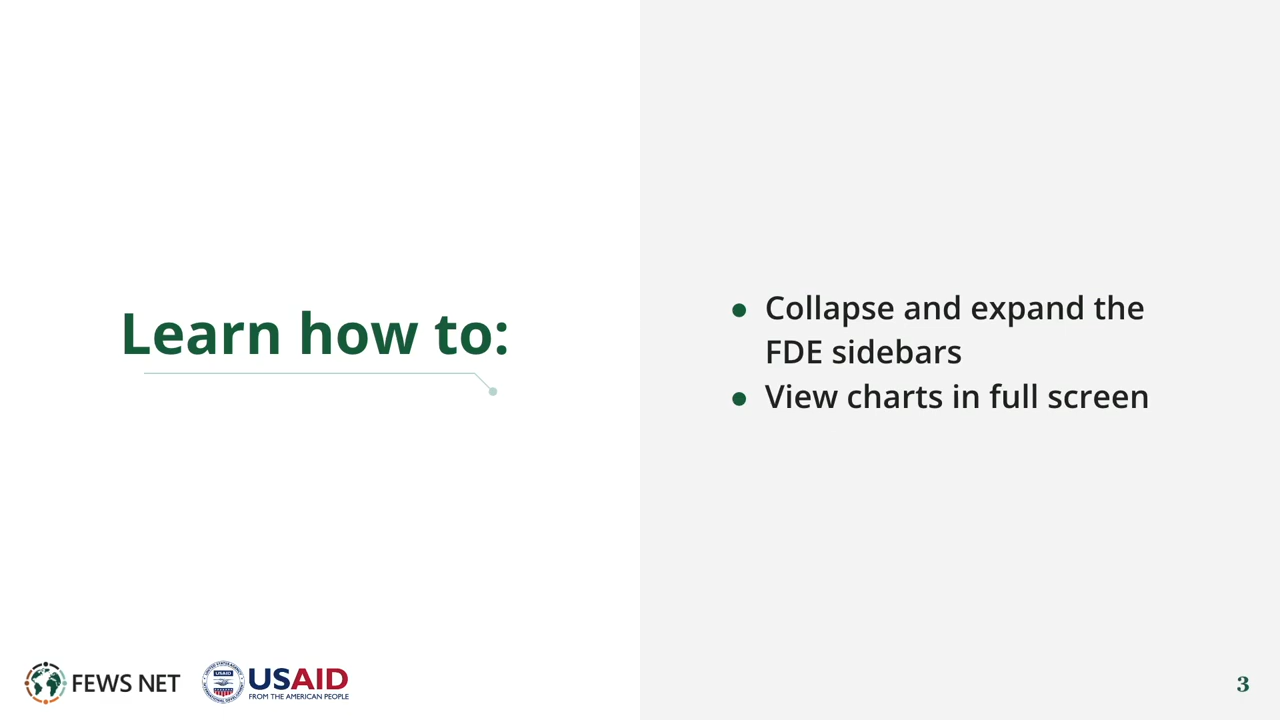 Learn how to:
● Collapse and expand the
FDE sidebars
● View charts in full screen
FEWS NET
USAID
USAID
FROM THE AMERICAN PEOPLE
3